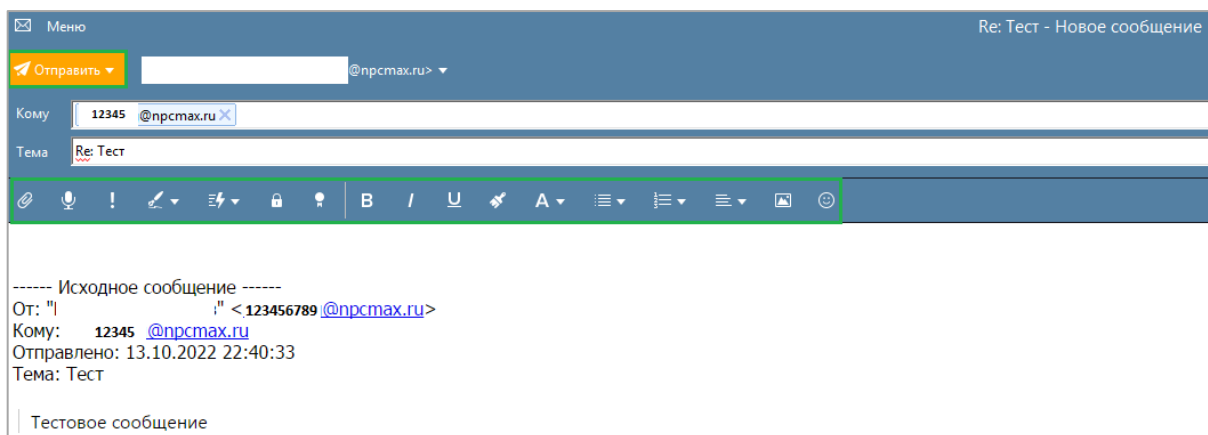 Меню Re: Тест - Новое сообщение
Отправить @npcmax.ru>
Кому 12345 @npcmax.ru
Тема Re: Тест
B I U A
------ Исходное сообщение ------
От: " " <123456789 @npcmax.ru>
Кому: 12345 @npcmax.ru
Отправлено: 13.10.2022 22:40:33
Тема: Тест
Тестовое сообщение